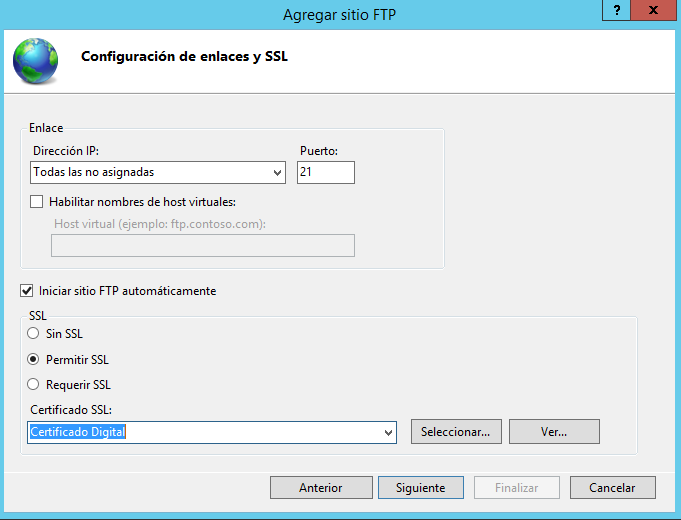 Agregar sitio FTP
?
x
Configuración de enlaces y SSL
Enlace
Dirección IP: Puerto:
Todas las no asignadas 21
Habilitar nombres de host virtuales:
Host virtual (ejemplo: ftp.contoso.com):
Iniciar sitio FTP automáticamente
SSL
Sin SSL
Permitir SSL
Requerir SSL
Certificado SSL:
Certificado Digital Seleccionar... Ver...
Anterior Siguiente Finalizar Cancelar